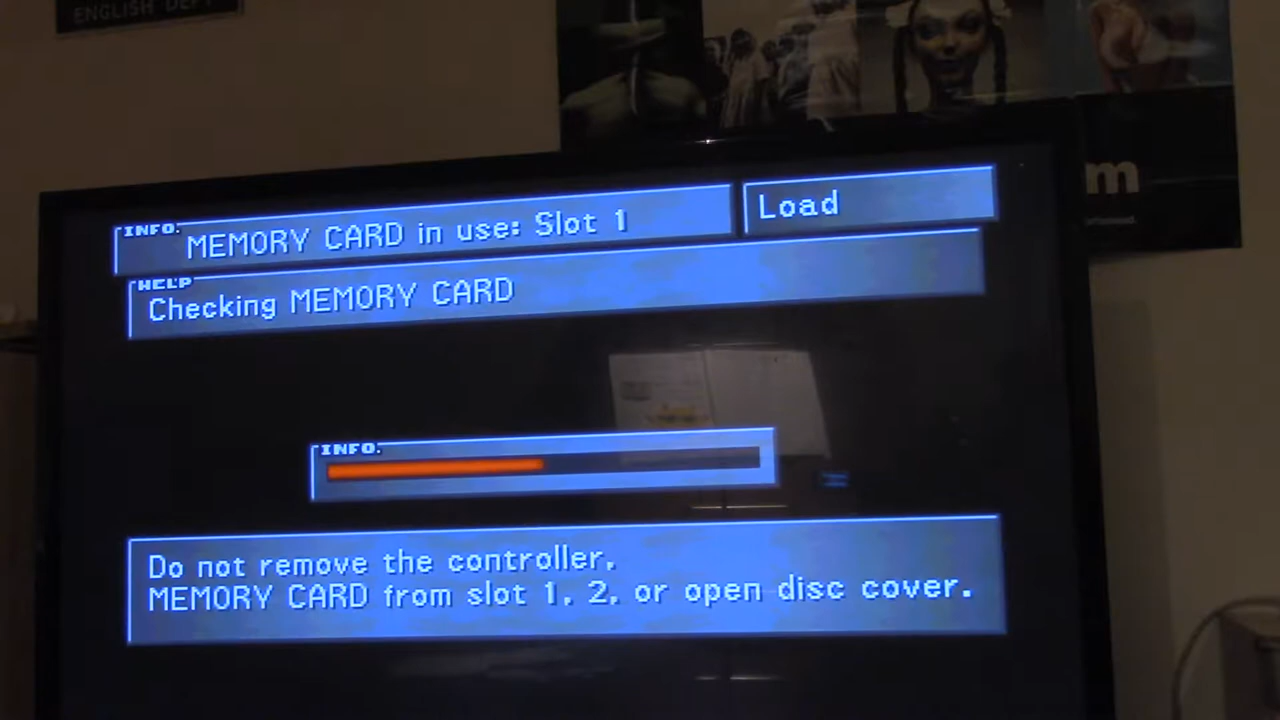 ENGLISH DEPT
m
INFO.
MEMORY CARD in use: Slot 1
Load
HELP
Checking MEMORY CARD
INFO.
Do not remove the controller,
MEMORY CARD from slot 1, 2, or open disc cover.